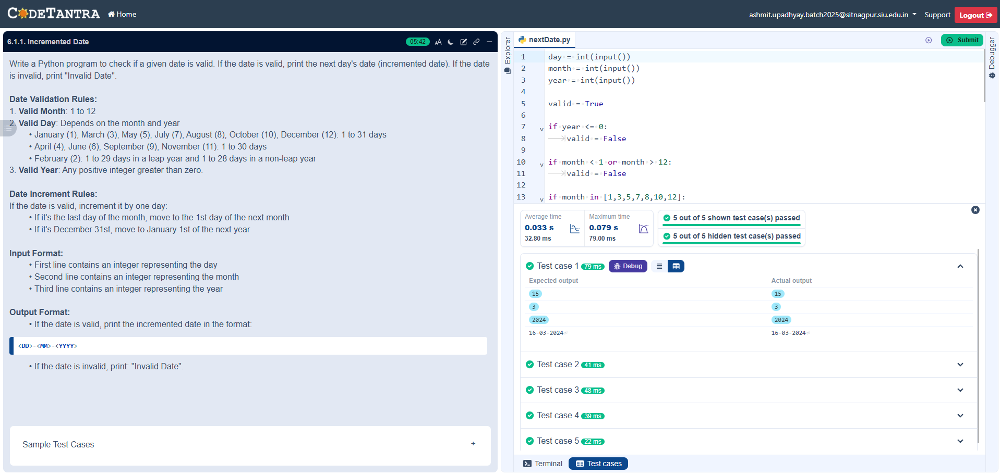 CODETANTRA
Home
ashmit.upadhyay.batch2025@sitnagpur.siu.edu.in
Support
Logout
6.1.1. Incremented Date
05:42
Write a Python program to check if a given date is valid. If the date is valid, print the next day's date (incremented date). If the date
is invalid, print "Invalid Date".
Date Validation Rules:
1. Valid Month: 1 to 12
2. Valid Day: Depends on the month and year
• January (1), March (3), May (5), July (7), August (8), October (10), December (12): 1 to 31 days
• April (4), June (6), September (9), November (11): 1 to 30 days
• February (2): 1 to 29 days in a leap year and 1 to 28 days in a non-leap year
3. Valid Year: Any positive integer greater than zero.
Date Increment Rules:
If the date is valid, increment it by one day:
• If it's the last day of the month, move to the 1st day of the next month
• If it's December 31st, move to January 1st of the next year
Input Format:
• First line contains an integer representing the day
• Second line contains an integer representing the month
• Third line contains an integer representing the year
Output Format:
• If the date is valid, print the incremented date in the format:
<DD>-<MM>-<YYYY>
• If the date is invalid, print: "Invalid Date".
Sample Test Cases
+
Explorer
nextDate.py
Submit
Debugger
1 day = int(input())
2 month = int(input())
3 year = int(input())
4
5 valid = True
6
7 if year <= 0:
8 valid = False
9
10 if month < 1 or month > 12:
11 valid = False
12
13 if month in [1,3,5,7,8,10,12]:
Average time
0.033 s
32.80 ms
Maximum time
0.079 s
79.00 ms
5 out of 5 shown test case(s) passed
5 out of 5 hidden test case(s) passed
Test case 1 79 ms Debug
Expected output Actual output
15 15
3 3
2024 2024
16-03-2024 16-03-2024
Test case 2 41 ms
Test case 3 48 ms
Test case 4 39 ms
Test case 5 22 ms
Terminal
Test cases